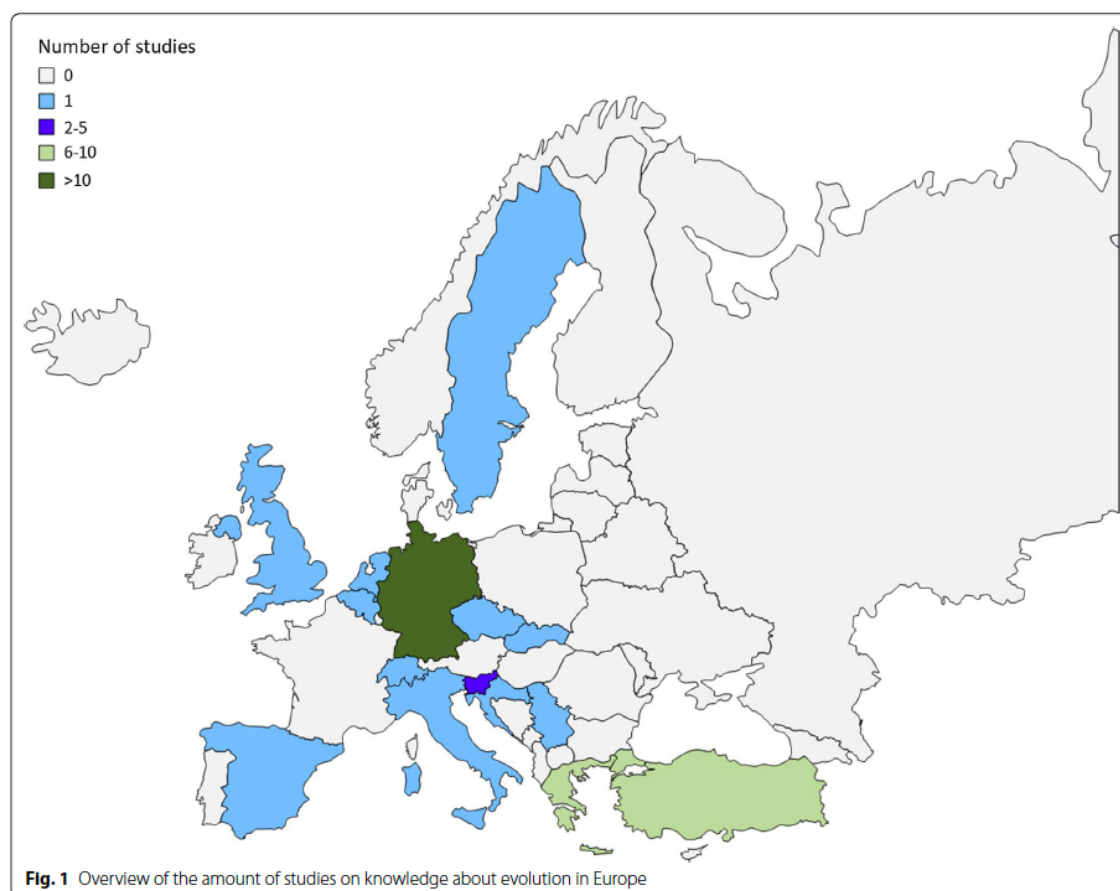 Number of studies
0
1
2-5
6-10
>10
Fig. 1 Overview of the amount of studies on knowledge about evolution in Europe